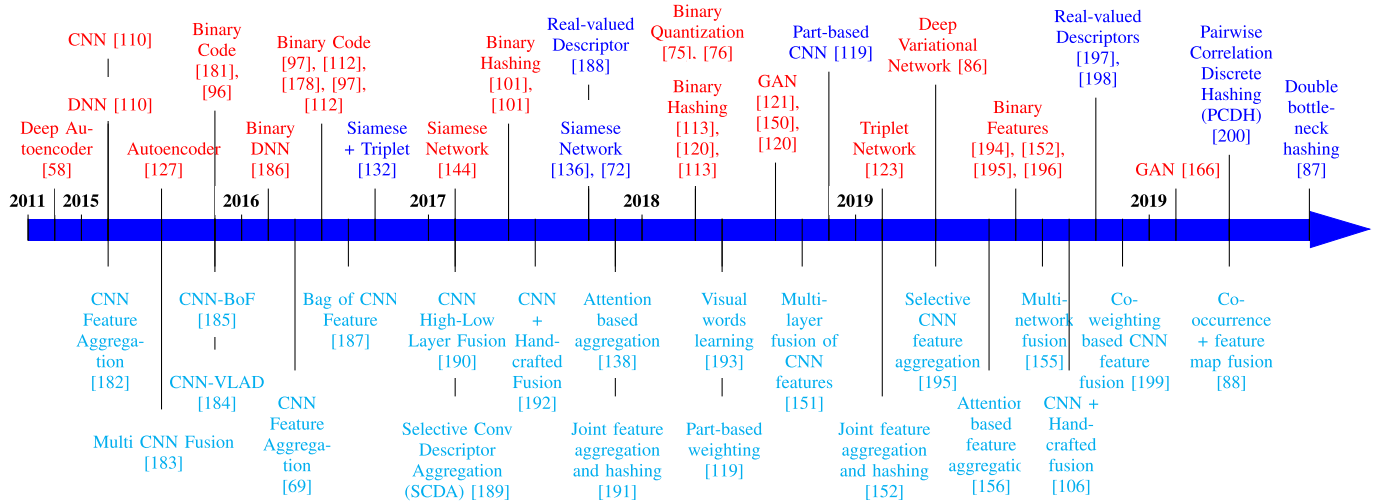 CNN [110]
DNN [110]
Deep Au-
toencoder
[58]
Autoencoder
[127]
Binary
Code
[181],
[96]
Binary
DNN
[186]
Binary Code
[97], [112],
[178], [97],
[112]
Siamese
+ Triplet
[132]
Siamese
Network
[144]
Binary
Hashing
[101],
[101]
Real-valued
Descriptor
[188]
Siamese
Network
[136], [72]
Binary
Quantization
[75], [76]
Binary
Hashing
[113],
[120],
[113]
GAN
[121],
[150],
[120]
Part-based
CNN [119]
Triplet
Network
[123]
Deep
Variational
Network [86]
Binary
Features
[194], [152],
[195], [196]
Real-valued
Descriptors
[197],
[198]
GAN [166]
Pairwise
Correlation
Discrete
Hashing
(PCDH)
[200]
Double
bottle-
neck
hashing
[87]
2011 2015 2016 2017 2018 2019 2019
CNN
Feature
Aggrega-
tion
[182]
Multi CNN Fusion
[183]
CNN-BoF
[185]
CNN-VLAD
[184]
CNN
Feature
Aggrega-
tion
[69]
Bag of CNN
Feature
[187]
CNN
High-Low
Layer Fusion
[190]
Selective Conv
Descriptor
Aggregation
(SCDA) [189]
CNN
+
Hand-
crafted
Fusion
[192]
Attention
based
aggregation
[138]
Joint feature
aggregation
and hashing
[191]
Visual
words
learning
[193]
Part-based
weighting
[119]
Multi-
layer
fusion of
CNN
features
[151]
Joint feature
aggregation
and hashing
[152]
Selective
CNN
feature
aggregation
[195]
Attention
based
feature
aggregatio
[156]
Multi-
network
fusion
[155]
CNN +
Hand-
crafted
fusion
[106]
Co-
weighting
based CNN
feature
fusion [199]
Co-
occurrence
+ feature
map fusion
[88]